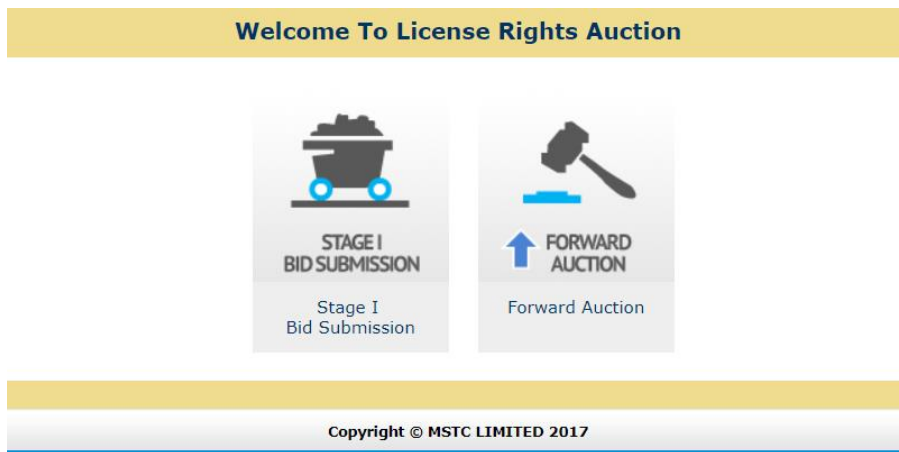 Welcome To License Rights Auction
STAGE I
BID SUBMISSION
FORWARD
AUCTION
Stage I
Bid Submission
Forward Auction
Copyright © MSTC LIMITED 2017